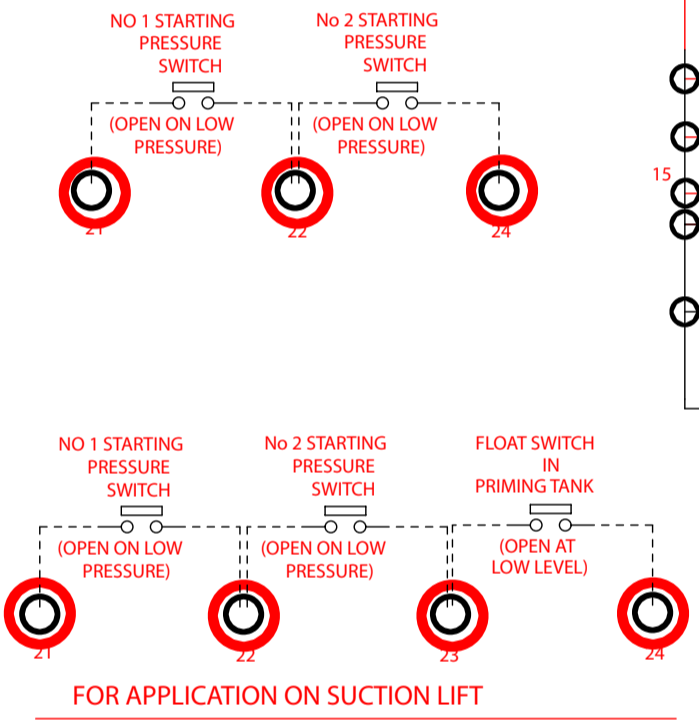 NO 1 STARTING
PRESSURE
SWITCH
(OPEN ON LOW
PRESSURE)
No 2 STARTING
PRESSURE
SWITCH
(OPEN ON LOW
PRESSURE)
21
22
24
15
NO 1 STARTING
PRESSURE
SWITCH
(OPEN ON LOW
PRESSURE)
No 2 STARTING
PRESSURE
SWITCH
(OPEN ON LOW
PRESSURE)
FLOAT SWITCH
IN
PRIMING TANK
(OPEN AT
LOW LEVEL)
21
22
23
24
FOR APPLICATION ON SUCTION LIFT